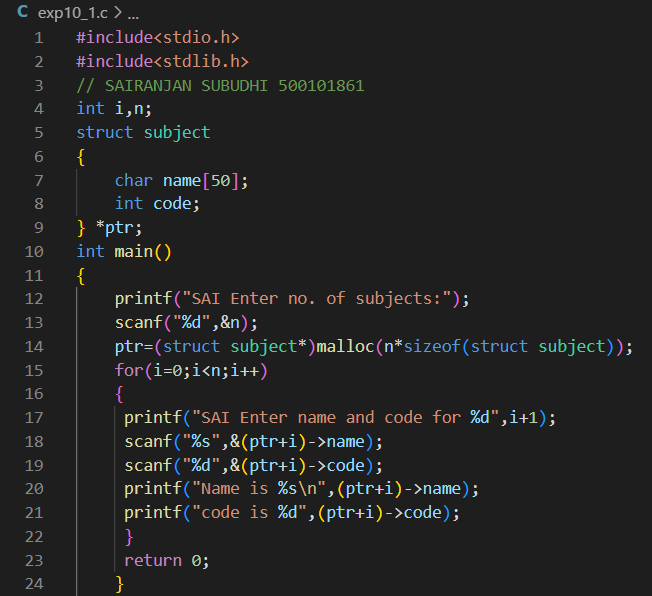 C exp10_1.c > ...
1 #include<stdio.h>
2 #include<stdlib.h>
3 // SAIRANJAN SUBUDHI 500101861
4 int i,n;
5 struct subject
6 {
7     char name[50];
8     int code;
9 } *ptr;
10 int main()
11 {
12     printf("SAI Enter no. of subjects:");
13     scanf("%d",&n);
14     ptr=(struct subject*)malloc(n*sizeof(struct subject));
15     for(i=0;i<n;i++)
16     {
17      printf("SAI Enter name and code for %d",i+1);
18      scanf("%s",&(ptr+i)->name);
19      scanf("%d",&(ptr+i)->code);
20      printf("Name is %s\n",(ptr+i)->name);
21      printf("code is %d",(ptr+i)->code);
22      }
23      return 0;
24     }